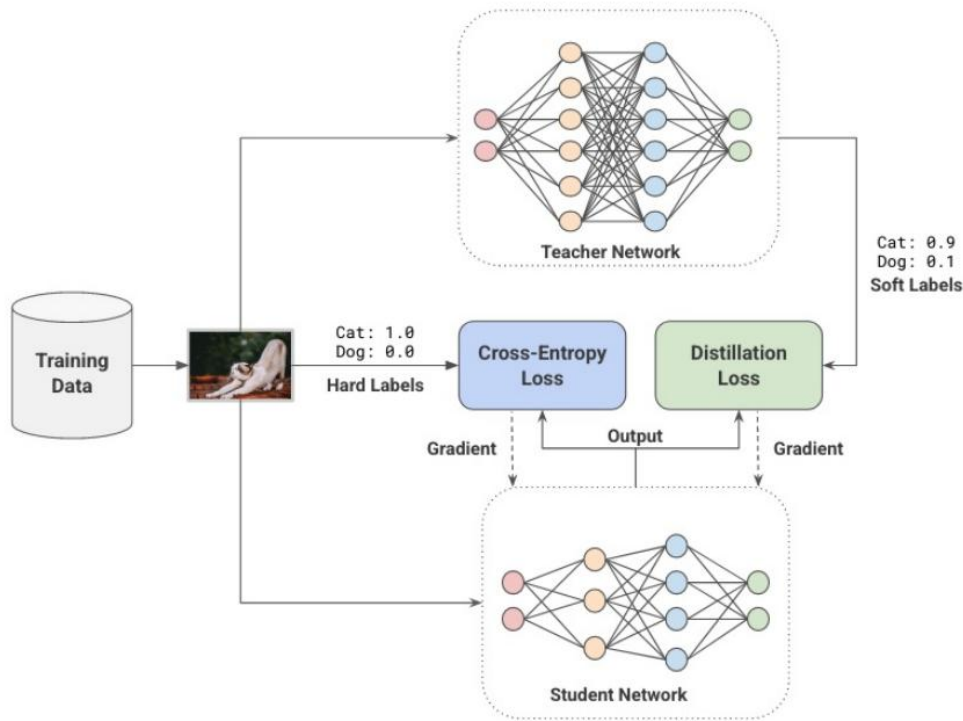 Teacher Network
Cat: 0.9
Dog: 0.1
Soft Labels
Training
Data
Cat: 1.0
Dog: 0.0
Hard Labels
Cross-Entropy
Loss
Distillation
Loss
Gradient
Output
Gradient
Student Network